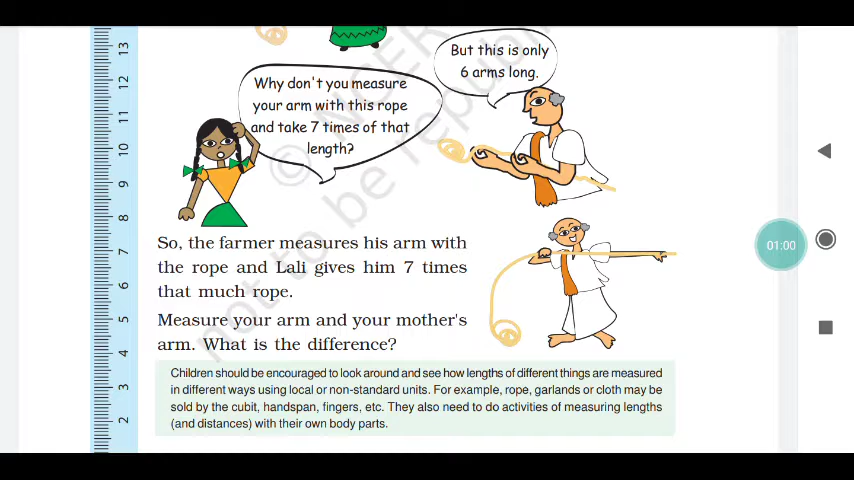 But this is only
6 arms long.
Why don't you measure
your arm with this rope
and take 7 times of that
length?
So, the farmer measures his arm with
the rope and Lali gives him 7 times
that much rope.
Measure your arm and your mother's
arm. What is the difference?
Children should be encouraged to look around and see how lengths of different things are measured
in different ways using local or non-standard units. For example, rope, garlands or cloth may be
sold by the cubit, handspan, fingers, etc. They also need to do activities of measuring lengths
(and distances) with their own body parts.
13
12
11
10
9
8
7
6
5
4
3
2
01:00
© NCER
not to be republi